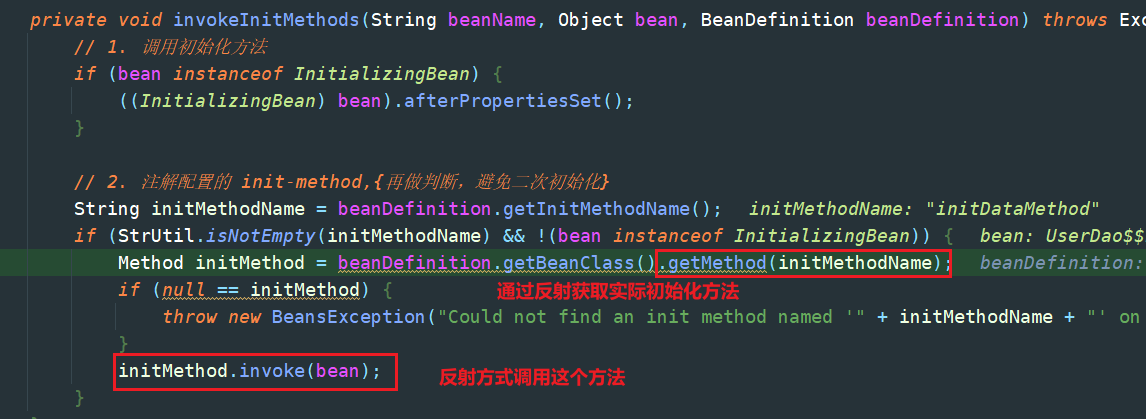 private void invokeInitMethods(String beanName, Object bean, BeanDefinition beanDefinition) throws Exc
// 1. 调用初始化方法
if (bean instanceof InitializingBean) {
((InitializingBean) bean).afterPropertiesSet();
}
// 2. 注解配置的 init-method,{再做判断，避免二次初始化}
String initMethodName = beanDefinition.getInitMethodName(); initMethodName: "initDataMethod"
if (StrUtil.isNotEmpty(initMethodName) && !(bean instanceof InitializingBean)) { bean: UserDao$$
Method initMethod = beanDefinition.getBeanClass().getMethod(initMethodName); beanDefinition:
if (null == initMethod) {
通过反射获取实际初始化方法
throw new BeansException("Could not find an init method named '" + initMethodName + "' on
}
initMethod.invoke(bean);
反射方式调用这个方法
}